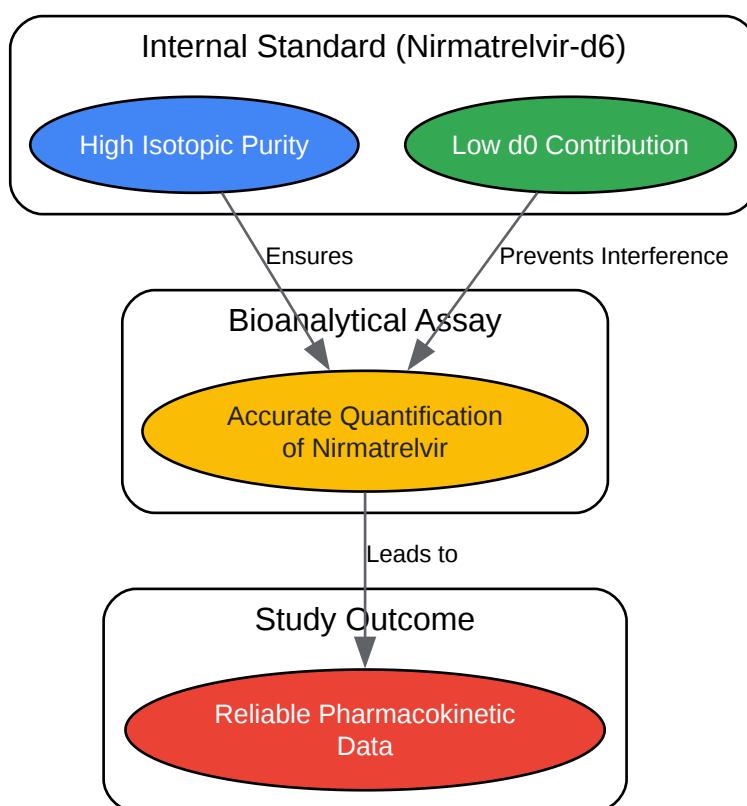 Internal Standard (Nirmatrelvir-d6)
High Isotopic Purity
Low d0 Contribution
Ensures
Prevents Interference
Bioanalytical Assay
Accurate Quantification
of Nirmatrelvir
Leads to
Study Outcome
Reliable Pharmacokinetic
Data